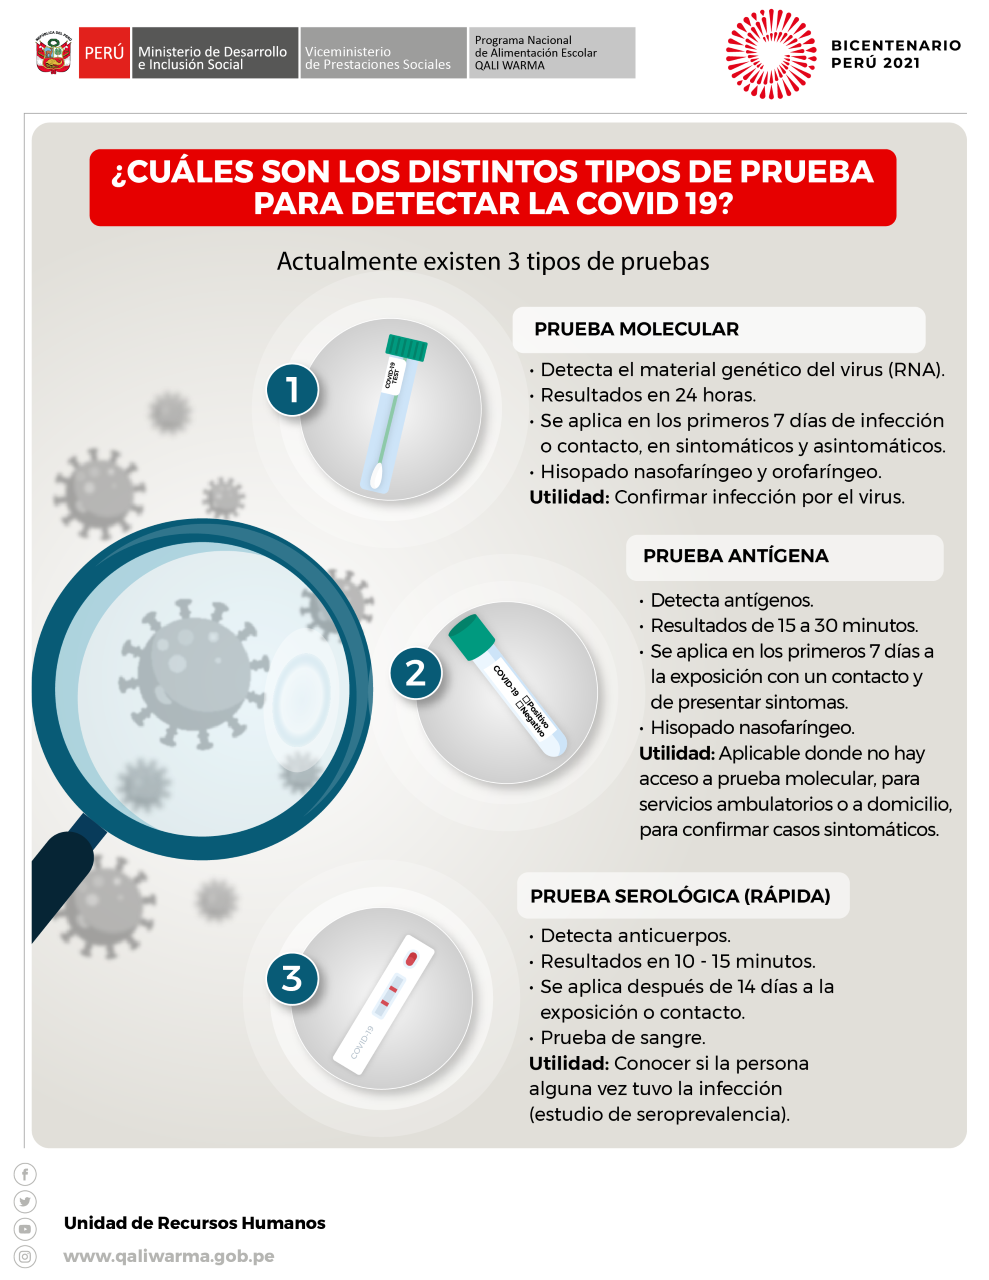 REPÚBLICA DEL PERÚ
PERÚ
Ministerio de Desarrollo
e Inclusión Social
Viceministerio
de Prestaciones Sociales
Programa Nacional
de Alimentación Escolar
QALI WARMA
BICENTENARIO
PERÚ 2021
¿CUÁLES SON LOS DISTINTOS TIPOS DE PRUEBA
PARA DETECTAR LA COVID 19?
Actualmente existen 3 tipos de pruebas
1
COVID-19
TEST
PRUEBA MOLECULAR
• Detecta el material genético del virus (RNA).
• Resultados en 24 horas.
• Se aplica en los primeros 7 días de infección
o contacto, en sintomáticos y asintomáticos.
• Hisopado nasofaríngeo y orofaríngeo.
Utilidad: Confirmar infección por el virus.
2
COVID-19
Positivo
Negativo
PRUEBA ANTÍGENA
• Detecta antígenos.
• Resultados de 15 a 30 minutos.
• Se aplica en los primeros 7 días a
la exposición con un contacto y
de presentar sintomas.
• Hisopado nasofaríngeo.
Utilidad: Aplicable donde no hay
acceso a prueba molecular, para
servicios ambulatorios o a domicilio,
para confirmar casos sintomáticos.
3
COVID-19
PRUEBA SEROLÓGICA (RÁPIDA)
• Detecta anticuerpos.
• Resultados en 10 - 15 minutos.
• Se aplica después de 14 días a la
exposición o contacto.
• Prueba de sangre.
Utilidad: Conocer si la persona
alguna vez tuvo la infección
(estudio de seroprevalencia).
Unidad de Recursos Humanos
www.qaliwarma.gob.pe